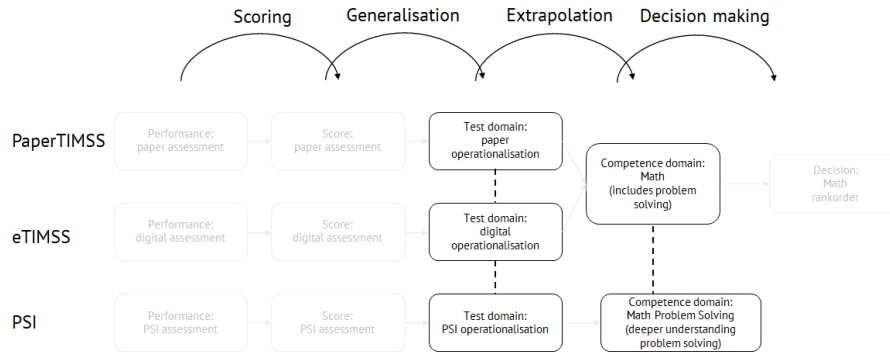 Scoring
Generalisation
Extrapolation
Decision making
PaperTIMSS
Performance:
paper assessment
Score:
paper assessment
Test domain:
paper
operationalisation
Competence domain:
Math
(includes problem
solving)
Decision:
Math
rankorder
eTIMSS
Performance:
digital assessment
Score:
digital assessment
Test domain:
digital
operationalisation
PSI
Performance:
PSI assessment
Score:
PSI assessment
Test domain:
PSI operationalisation
Competence domain:
Math Problem Solving
(deeper understanding
problem solving)